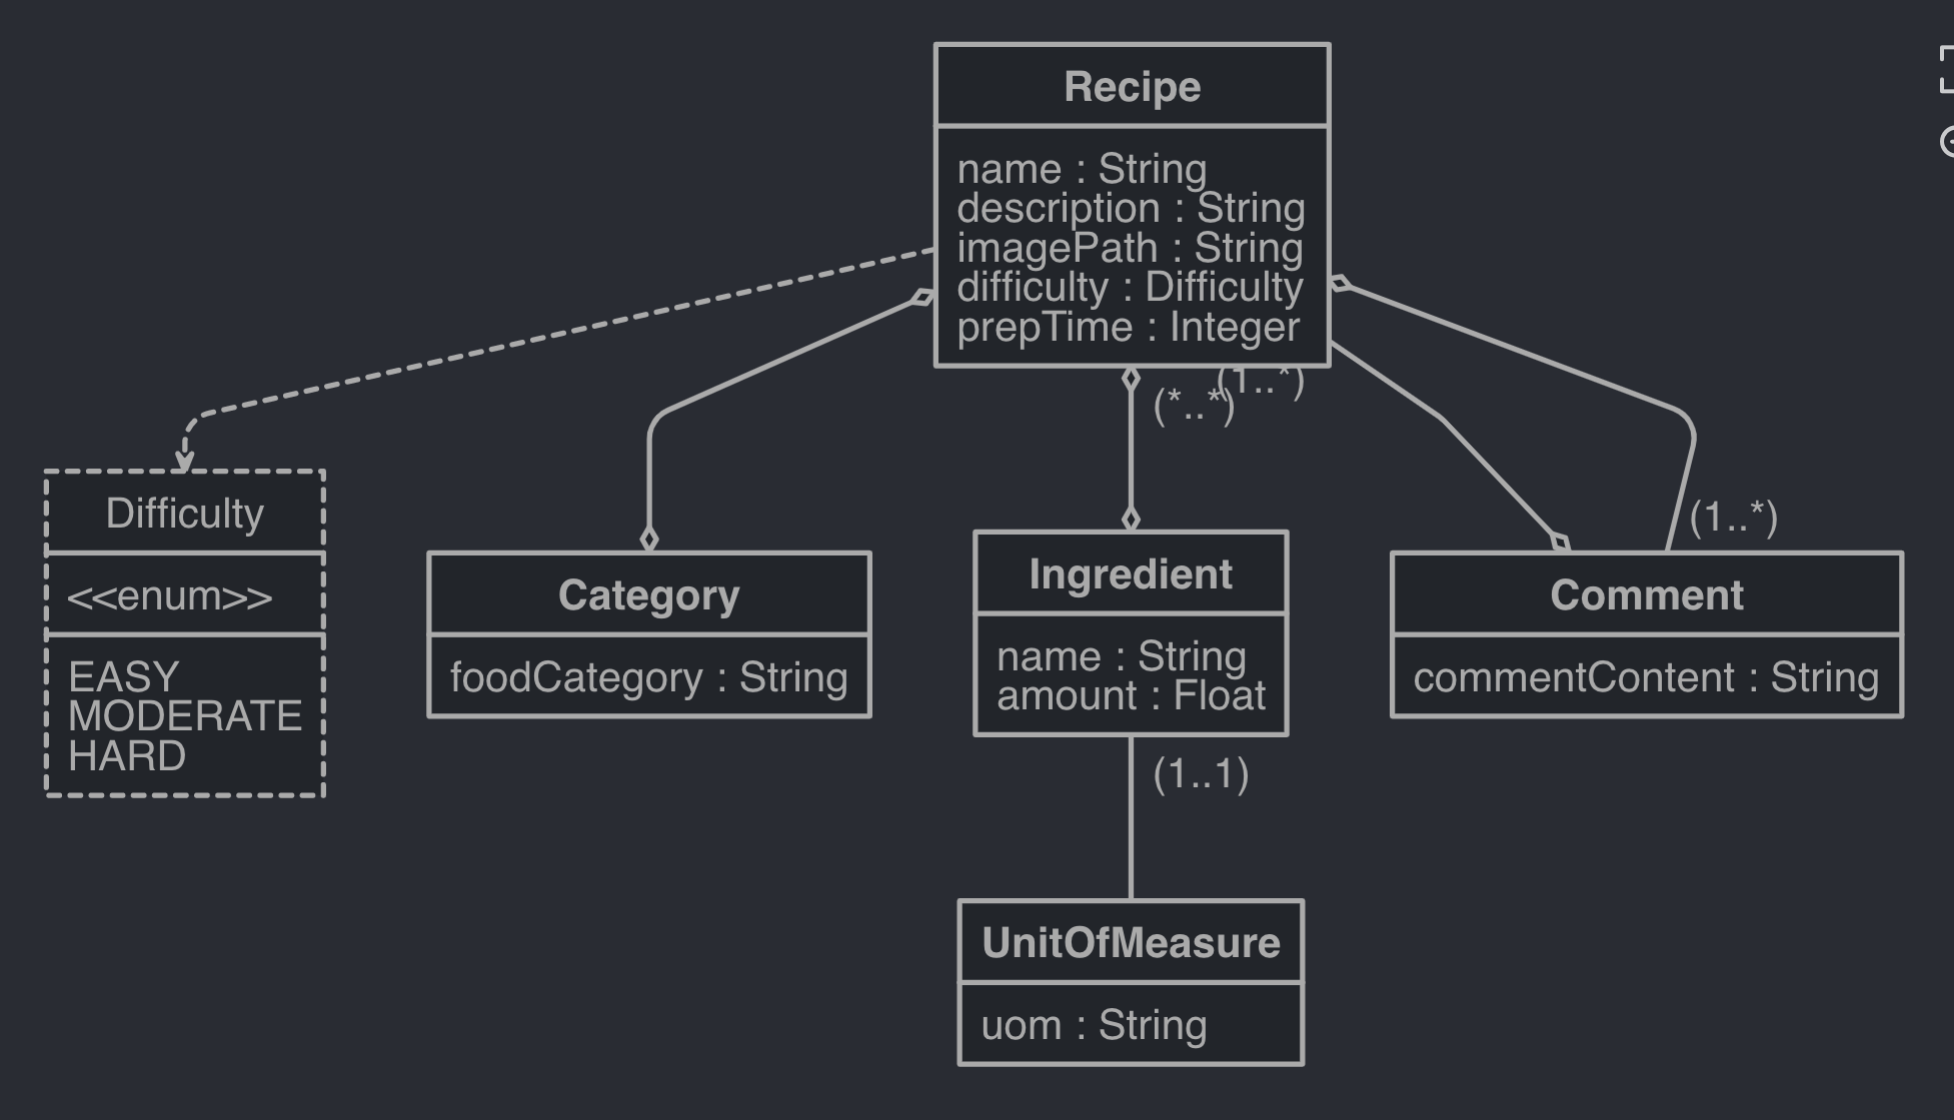 Recipe
name : String
description : String
imagePath : String
difficulty : Difficulty
prepTime : Integer
(1..*)
(*..*)
Difficulty
<<enum>>
EASY
MODERATE
HARD
Category
foodCategory : String
Ingredient
name : String
amount : Float
(1..*)
Comment
commentContent : String
(1..1)
UnitOfMeasure
uom : String